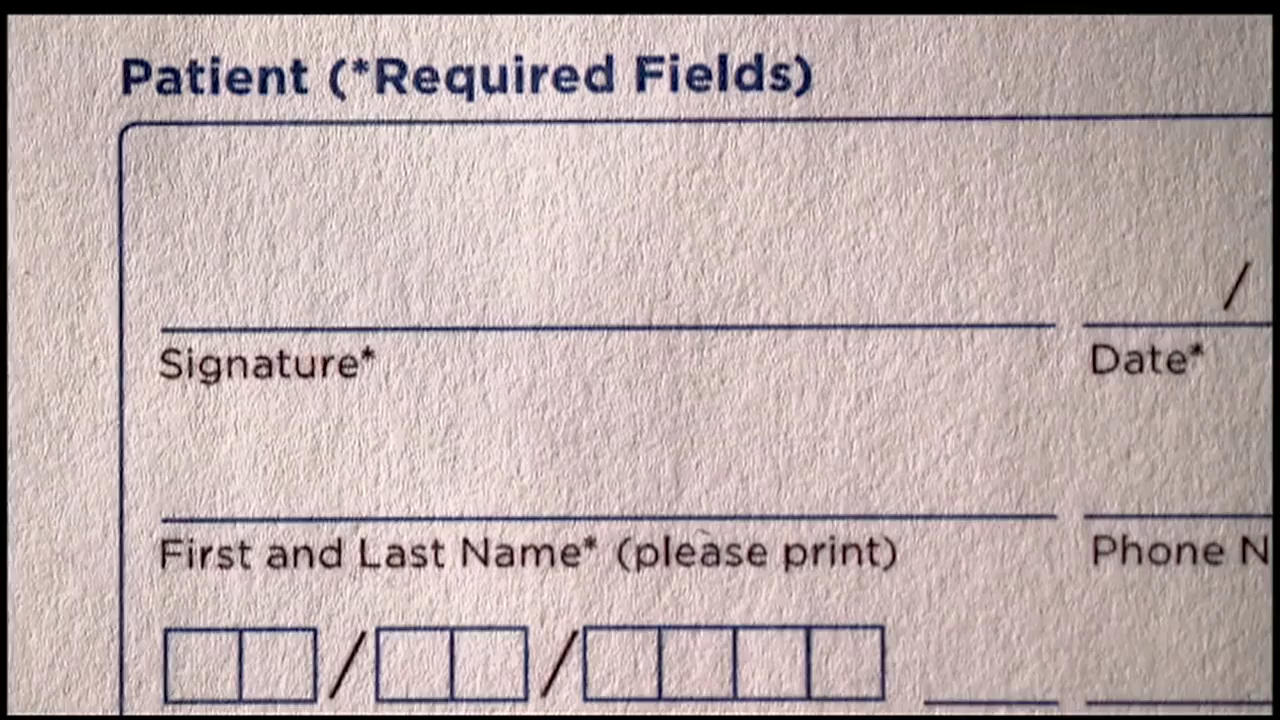 Patient (*Required Fields)
/
Signature* Date*
First and Last Name* (please print) Phone N
/ /